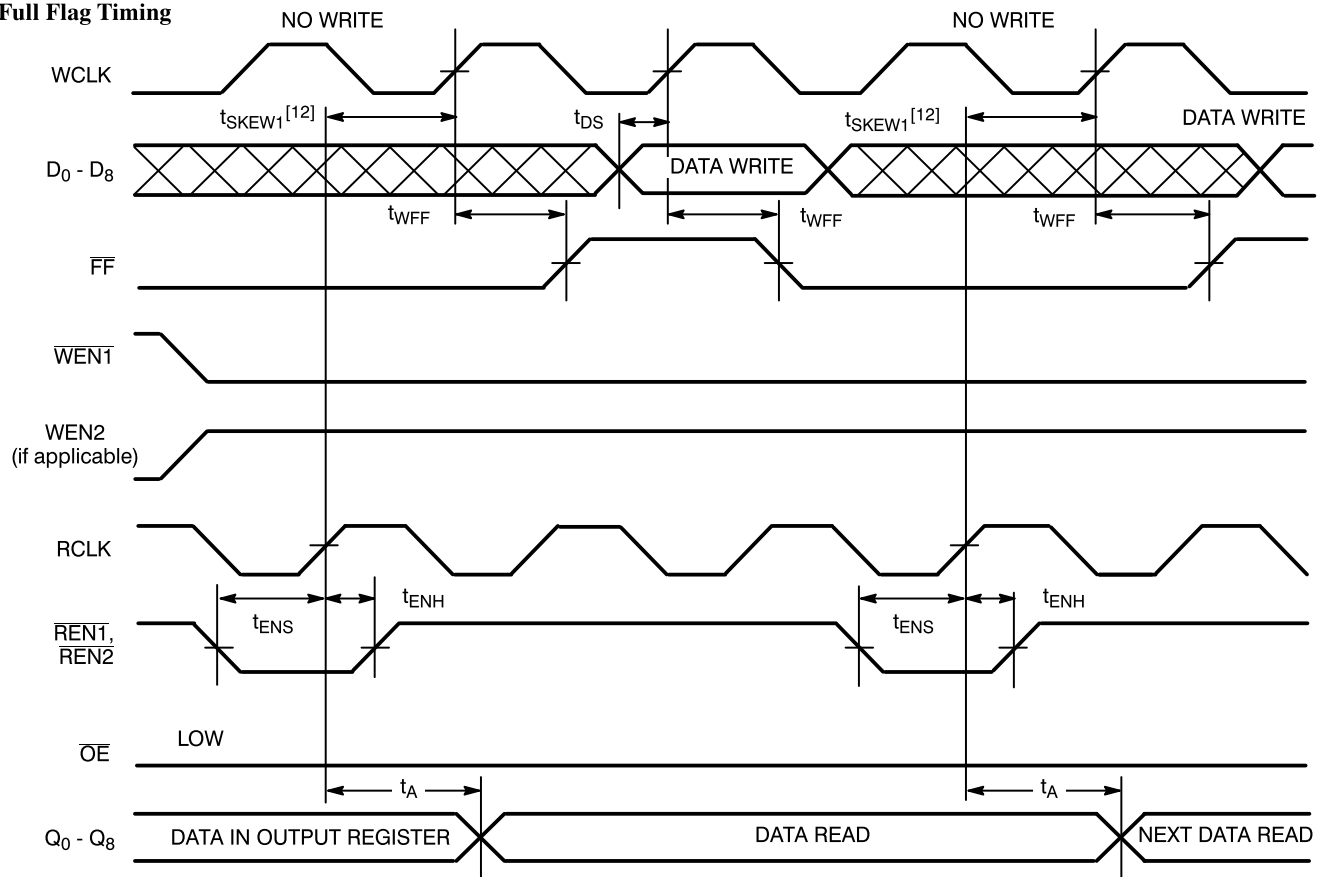 Full Flag Timing
NO WRITE
NO WRITE
WCLK
tSKEW1[12]
tDS
tSKEW1[12]
DATA WRITE
D0 - D8
DATA WRITE
tWFF
tWFF
tWFF
FF
WEN1
WEN2
(if applicable)
RCLK
tENS
tENH
tENS
tENH
REN1,
REN2
LOW
OE
tA
tA
Q0 - Q8
DATA IN OUTPUT REGISTER
DATA READ
NEXT DATA READ